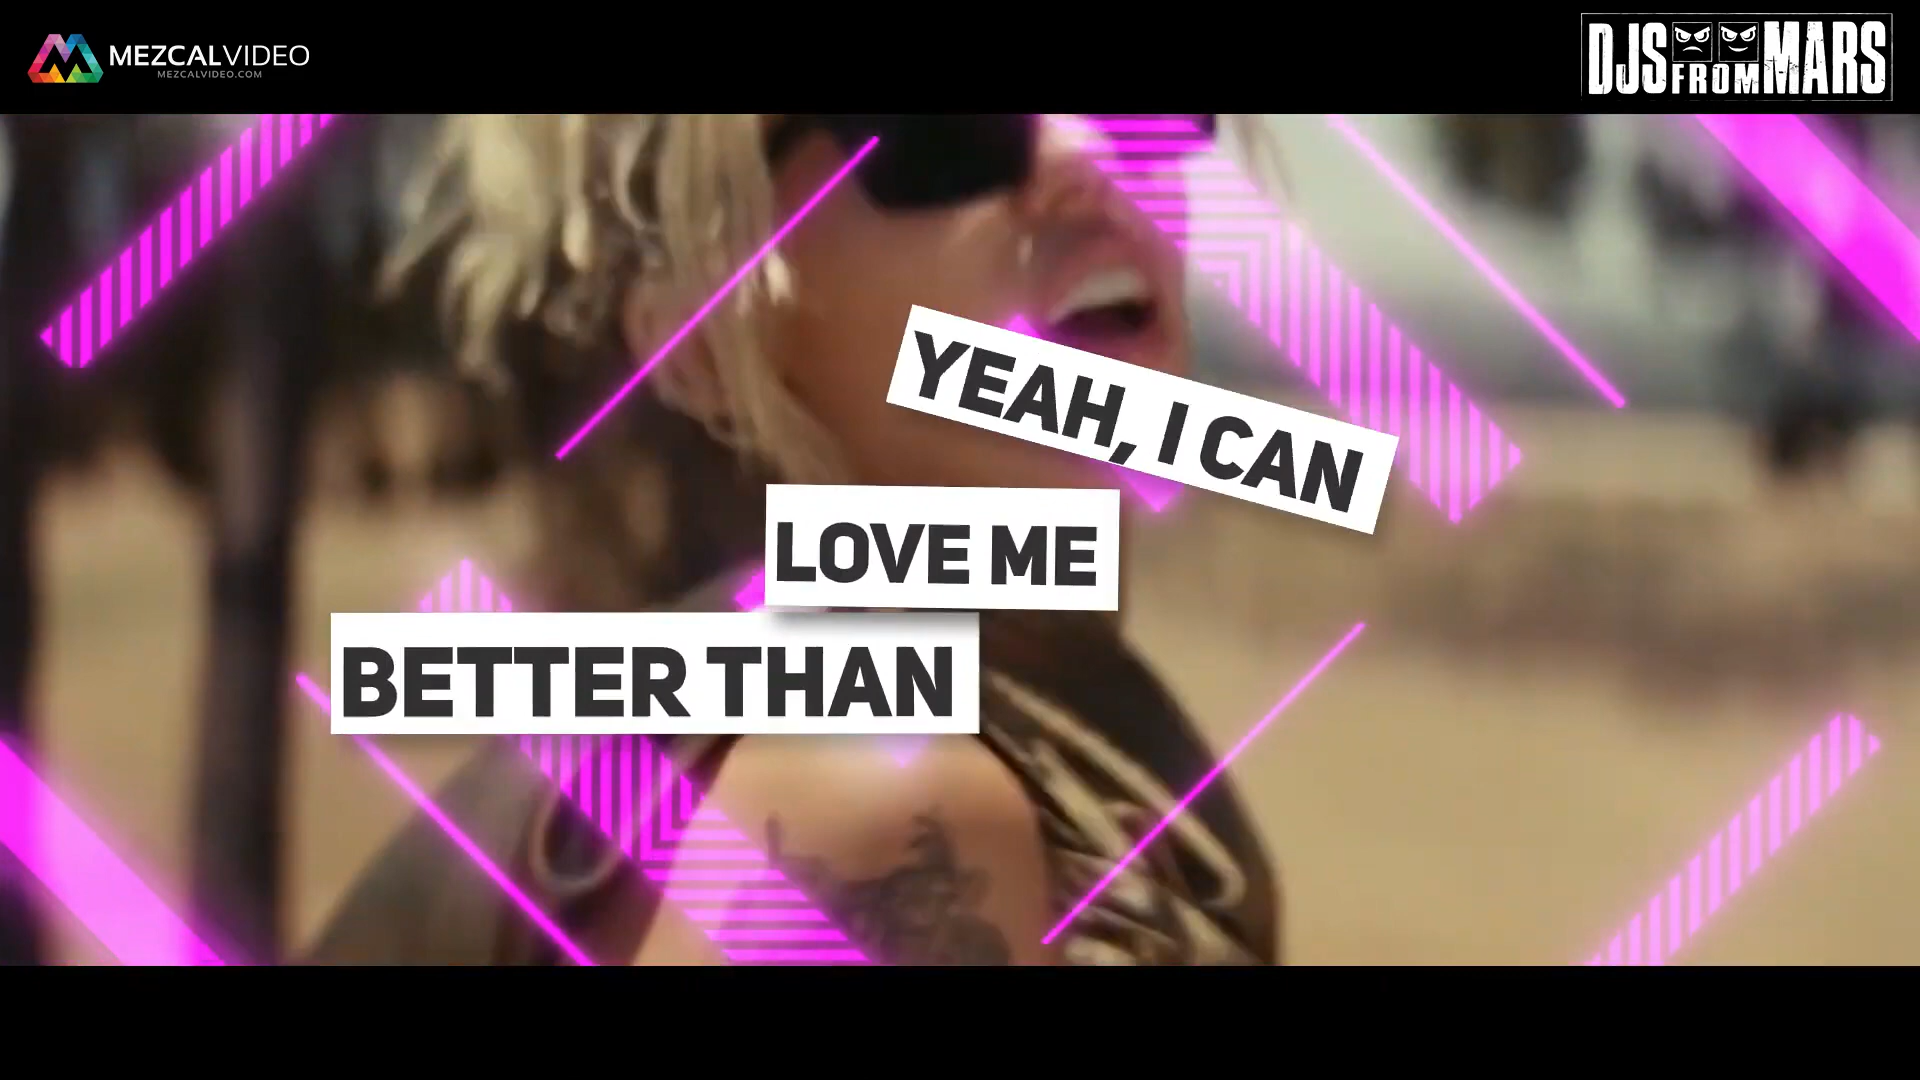 MEZCALVIDEO
MEZCALVIDEO.COM
DJS FROM MARS
YEAH, I CAN
LOVE ME
BETTER THAN